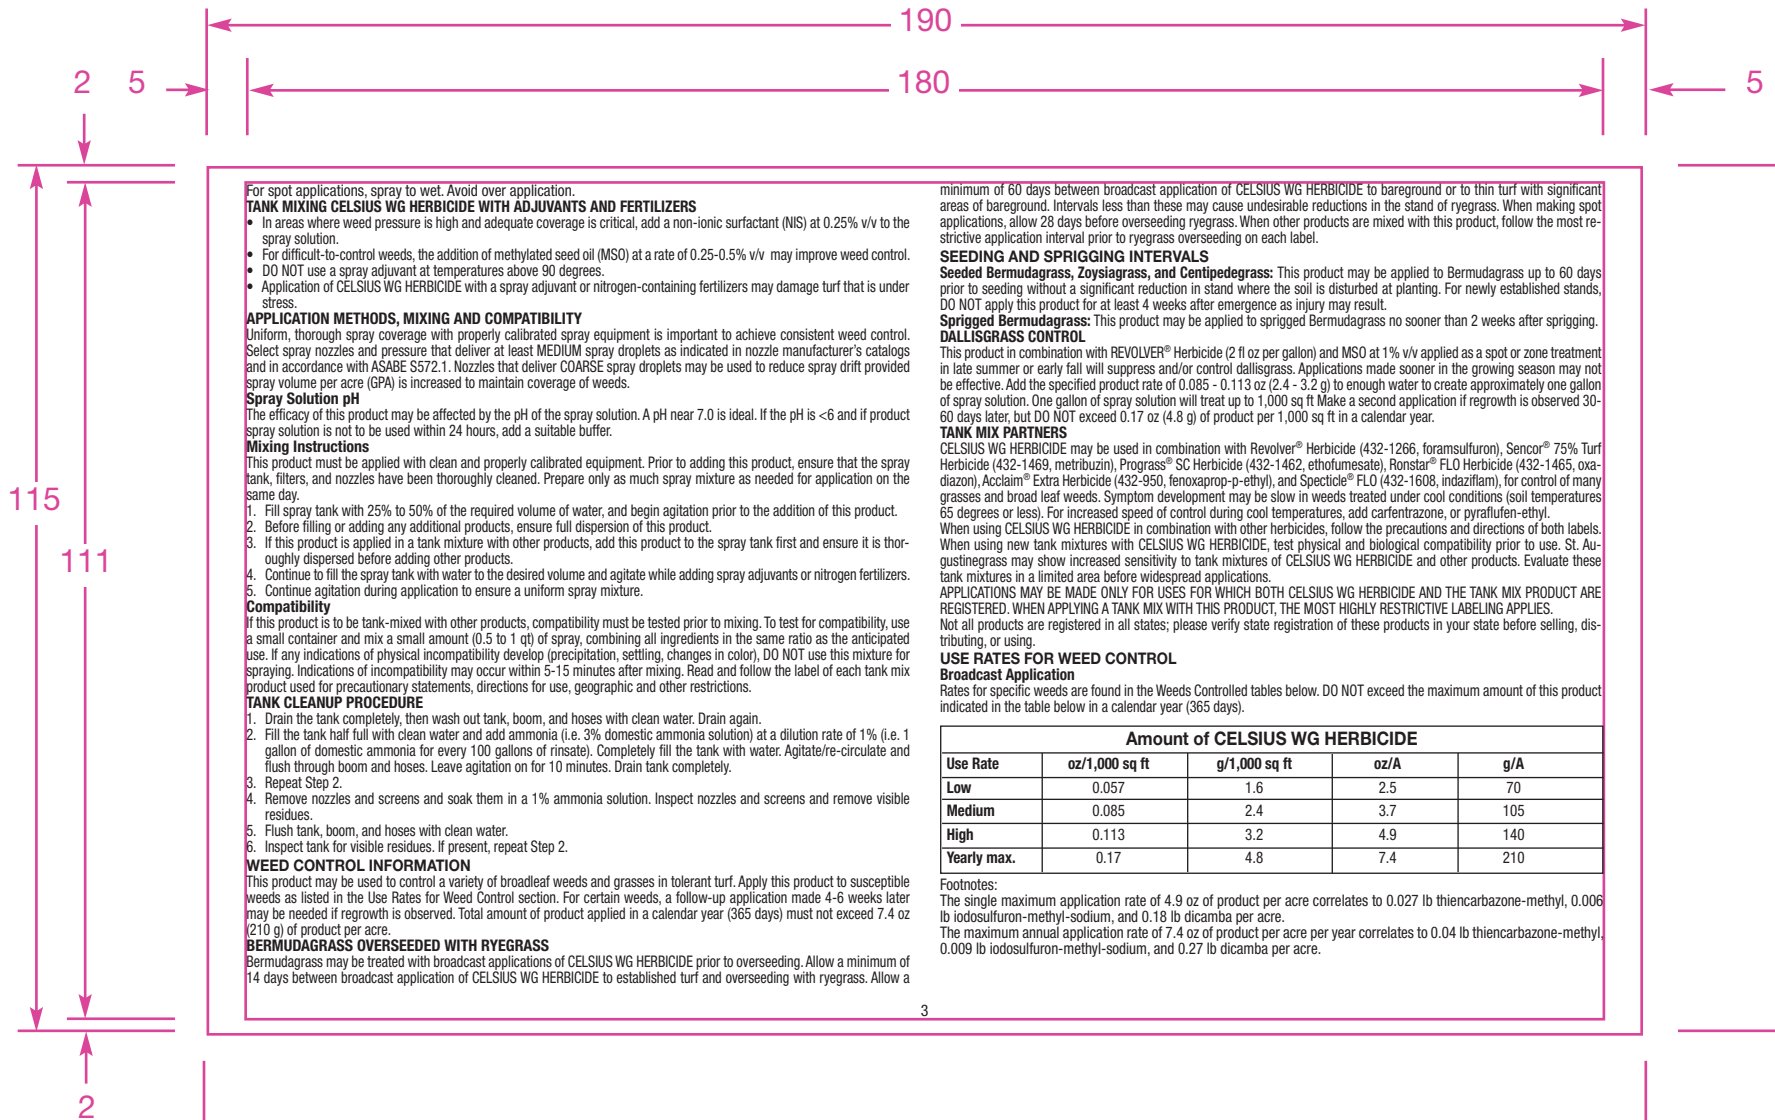 190
2 5 180 5
For spot applications, spray to wet. Avoid over application.
TANK MIXING CELSIUS WG HERBICIDE WITH ADJUVANTS AND FERTILIZERS
• In areas where weed pressure is high and adequate coverage is critical, add a non-ionic surfactant (NIS) at 0.25% v/v to the
spray solution.
• For difficult-to-control weeds, the addition of methylated seed oil (MSO) at a rate of 0.25-0.5% v/v may improve weed control.
• DO NOT use a spray adjuvant at temperatures above 90 degrees.
• Application of CELSIUS WG HERBICIDE with a spray adjuvant or nitrogen-containing fertilizers may damage turf that is under
stress.
APPLICATION METHODS, MIXING AND COMPATIBILITY
Uniform, thorough spray coverage with properly calibrated spray equipment is important to achieve consistent weed control.
Select spray nozzles and pressure that deliver at least MEDIUM spray droplets as indicated in nozzle manufacturer's catalogs
and in accordance with ASABE S572.1. Nozzles that deliver COARSE spray droplets may be used to reduce spray drift provided
spray volume per acre (GPA) is increased to maintain coverage of weeds.
Spray Solution pH
The efficacy of this product may be affected by the pH of the spray solution. A pH near 7.0 is ideal. If the pH is <6 and if product
spray solution is not to be used within 24 hours, add a suitable buffer.
Mixing Instructions
This product must be applied with clean and properly calibrated equipment. Prior to adding this product, ensure that the spray
tank, filters, and nozzles have been thoroughly cleaned. Prepare only as much spray mixture as needed for application on the
same day.
1. Fill spray tank with 25% to 50% of the required volume of water, and begin agitation prior to the addition of this product.
2. Before filling or adding any additional products, ensure full dispersion of this product.
3. If this product is applied in a tank mixture with other products, add this product to the spray tank first and ensure it is thor-
oughly dispersed before adding other products.
4. Continue to fill the spray tank with water to the desired volume and agitate while adding spray adjuvants or nitrogen fertilizers.
5. Continue agitation during application to ensure a uniform spray mixture.
Compatibility
If this product is to be tank-mixed with other products, compatibility must be tested prior to mixing. To test for compatibility, use
a small container and mix a small amount (0.5 to 1 qt) of spray, combining all ingredients in the same ratio as the anticipated
use. If any indications of physical incompatibility develop (precipitation, settling, changes in color), DO NOT use this mixture for
spraying. Indications of incompatibility may occur within 5-15 minutes after mixing. Read and follow the label of each tank mix
product used for precautionary statements, directions for use, geographic and other restrictions.
TANK CLEANUP PROCEDURE
1. Drain the tank completely, then wash out tank, boom, and hoses with clean water. Drain again.
2. Fill the tank half full with clean water and add ammonia (i.e. 3% domestic ammonia solution) at a dilution rate of 1% (i.e. 1
gallon of domestic ammonia for every 100 gallons of rinsate). Completely fill the tank with water. Agitate/re-circulate and
flush through boom and hoses. Leave agitation on for 10 minutes. Drain tank completely.
3. Repeat Step 2.
4. Remove nozzles and screens and soak them in a 1% ammonia solution. Inspect nozzles and screens and remove visible
residues.
5. Flush tank, boom, and hoses with clean water.
6. Inspect tank for visible residues. If present, repeat Step 2.
WEED CONTROL INFORMATION
This product may be used to control a variety of broadleaf weeds and grasses in tolerant turf. Apply this product to susceptible
weeds as listed in the Use Rates for Weed Control section. For certain weeds, a follow-up application made 4-6 weeks later
may be needed if regrowth is observed. Total amount of product applied in a calendar year (365 days) must not exceed 7.4 oz
(210 g) of product per acre.
BERMUDAGRASS OVERSEEDED WITH RYEGRASS
Bermudagrass may be treated with broadcast applications of CELSIUS WG HERBICIDE prior to overseeding. Allow a minimum of
14 days between broadcast application of CELSIUS WG HERBICIDE to established turf and overseeding with ryegrass. Allow a
minimum of 60 days between broadcast application of CELSIUS WG HERBICIDE to bareground or to thin turf with significant
areas of bareground. Intervals less than these may cause undesirable reductions in the stand of ryegrass. When making spot
applications, allow 28 days before overseeding ryegrass. When other products are mixed with this product, follow the most re-
strictive application interval prior to ryegrass overseeding on each label.
SEEDING AND SPRIGGING INTERVALS
Seeded Bermudagrass, Zoysiagrass, and Centipedegrass: This product may be applied to Bermudagrass up to 60 days
prior to seeding without a significant reduction in stand where the soil is disturbed at planting. For newly established stands,
DO NOT apply this product for at least 4 weeks after emergence as injury may result.
Sprigged Bermudagrass: This product may be applied to sprigged Bermudagrass no sooner than 2 weeks after sprigging.
DALLISGRASS CONTROL
This product in combination with REVOLVER® Herbicide (2 fl oz per gallon) and MSO at 1% v/v applied as a spot or zone treatment
in late summer or early fall will suppress and/or control dallisgrass. Applications made sooner in the growing season may not
be effective. Add the specified product rate of 0.085 - 0.113 oz (2.4 - 3.2 g) to enough water to create approximately one gallon
of spray solution. One gallon of spray solution will treat up to 1,000 sq ft Make a second application if regrowth is observed 30-
60 days later, but DO NOT exceed 0.17 oz (4.8 g) of product per 1,000 sq ft in a calendar year.
TANK MIX PARTNERS
CELSIUS WG HERBICIDE may be used in combination with Revolver® Herbicide (432-1266, foramsulfuron), Sencor® 75% Turf
Herbicide (432-1469, metribuzin), Prograss® SC Herbicide (432-1462, ethofumesate), Ronstar® FLO Herbicide (432-1465, oxa-
diazon), Acclaim® Extra Herbicide (432-950, fenoxaprop-p-ethyl), and Specticle® FLO (432-1608, indaziflam), for control of many
grasses and broad leaf weeds. Symptom development may be slow in weeds treated under cool conditions (soil temperatures
65 degrees or less). For increased speed of control during cool temperatures, add carfentrazone, or pyraflufen-ethyl.
When using CELSIUS WG HERBICIDE in combination with other herbicides, follow the precautions and directions of both labels.
When using new tank mixtures with CELSIUS WG HERBICIDE, test physical and biological compatibility prior to use. St. Au-
gustinegrass may show increased sensitivity to tank mixtures of CELSIUS WG HERBICIDE and other products. Evaluate these
tank mixtures in a limited area before widespread applications.
APPLICATIONS MAY BE MADE ONLY FOR USES FOR WHICH BOTH CELSIUS WG HERBICIDE AND THE TANK MIX PRODUCT ARE
REGISTERED. WHEN APPLYING A TANK MIX WITH THIS PRODUCT, THE MOST HIGHLY RESTRICTIVE LABELING APPLIES.
Not all products are registered in all states; please verify state registration of these products in your state before selling, dis-
tributing, or using.
USE RATES FOR WEED CONTROL
Broadcast Application
Rates for specific weeds are found in the Weeds Controlled tables below. DO NOT exceed the maximum amount of this product
indicated in the table below in a calendar year (365 days).
Amount of CELSIUS WG HERBICIDE
Use Rate oz/1,000 sq ft g/1,000 sq ft oz/A g/A
Low 0.057 1.6 2.5 70
Medium 0.085 2.4 3.7 105
High 0.113 3.2 4.9 140
Yearly max. 0.17 4.8 7.4 210
Footnotes:
The single maximum application rate of 4.9 oz of product per acre correlates to 0.027 lb thiencarbazone-methyl, 0.006
lb iodosulfuron-methyl-sodium, and 0.18 lb dicamba per acre.
The maximum annual application rate of 7.4 oz of product per acre per year correlates to 0.04 lb thiencarbazone-methyl,
0.009 lb iodosulfuron-methyl-sodium, and 0.27 lb dicamba per acre.
115
111
3
2